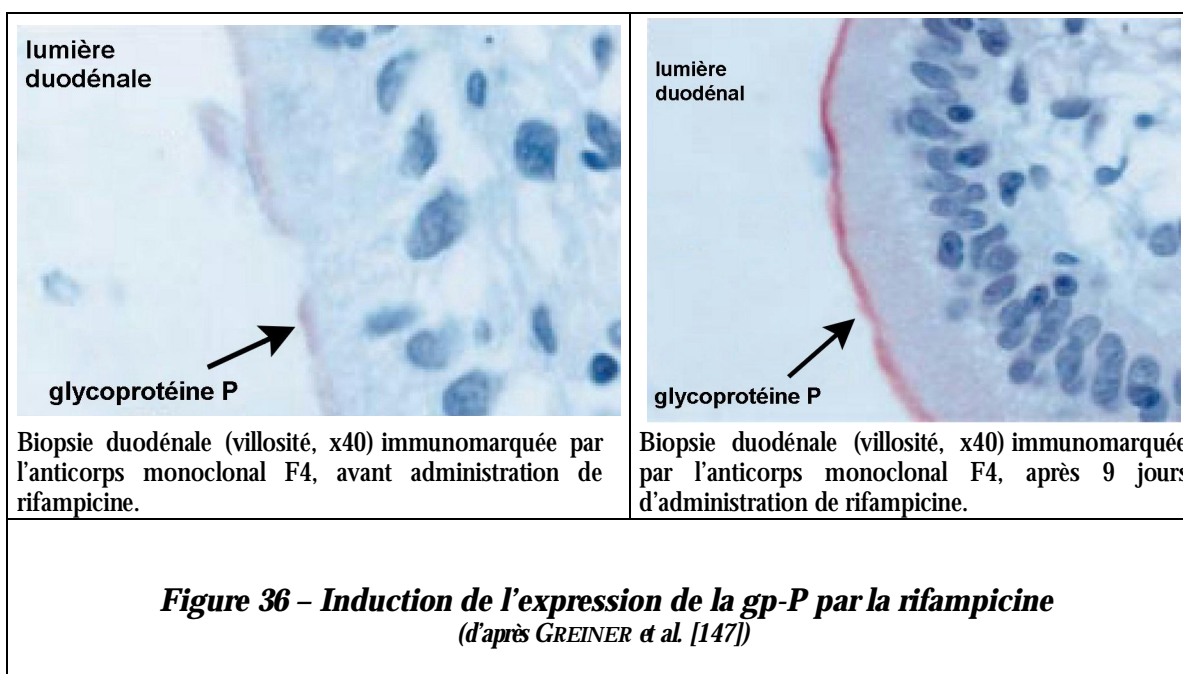 lumière
duodénale
glycoprotéine P
Biopsie duodénale (villosité, x40) immunomarquée par
l'anticorps monoclonal F4, avant administration de
rifampicine.
lumière
duodénal
glycoprotéine P
Biopsie duodénale (villosité, x40) immunomarquée
par l'anticorps monoclonal F4, après 9 jours
d'administration de rifampicine.
Figure 36 – Induction de l'expression de la gp-P par la rifampicine
(d'après GREINER et al. [147])